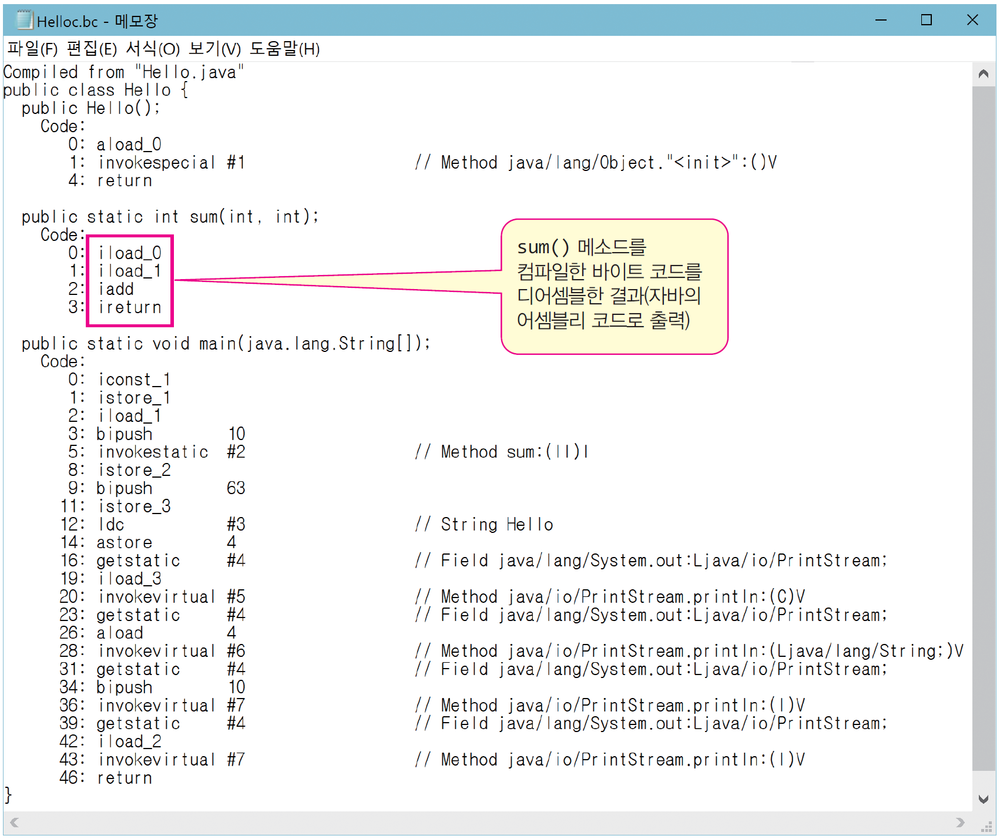 Helloc.bc - 메모장
파일(F) 편집(E) 서식(O) 보기(V) 도움말(H)
Compiled from "Hello.java"
public class Hello {
  public Hello();
    Code:
       0: aload_0
       1: invokespecial #1                  // Method java/lang/Object."<init>":()V
       4: return

  public static int sum(int, int);
    Code:
       0: iload_0
       1: iload_1
       2: iadd
       3: ireturn
sum() 메소드를
컴파일한 바이트 코드를
디어셈블한 결과(자바의
어셈블리 코드로 출력)

  public static void main(java.lang.String[]);
    Code:
       0: iconst_1
       1: istore_1
       2: iload_1
       3: bipush        10
       5: invokestatic  #2                  // Method sum:(II)I
       8: istore_2
       9: bipush        63
      11: istore_3
      12: ldc           #3                  // String Hello
      14: astore        4
      16: getstatic     #4                  // Field java/lang/System.out:Ljava/io/PrintStream;
      19: iload_3
      20: invokevirtual #5                  // Method java/io/PrintStream.println:(C)V
      23: getstatic     #4                  // Field java/lang/System.out:Ljava/io/PrintStream;
      26: aload         4
      28: invokevirtual #6                  // Method java/io/PrintStream.println:(Ljava/lang/String;)V
      31: getstatic     #4                  // Field java/lang/System.out:Ljava/io/PrintStream;
      34: bipush        10
      36: invokevirtual #7                  // Method java/io/PrintStream.println:(I)V
      39: getstatic     #4                  // Field java/lang/System.out:Ljava/io/PrintStream;
      42: iload_2
      43: invokevirtual #7                  // Method java/io/PrintStream.println:(I)V
      46: return
}